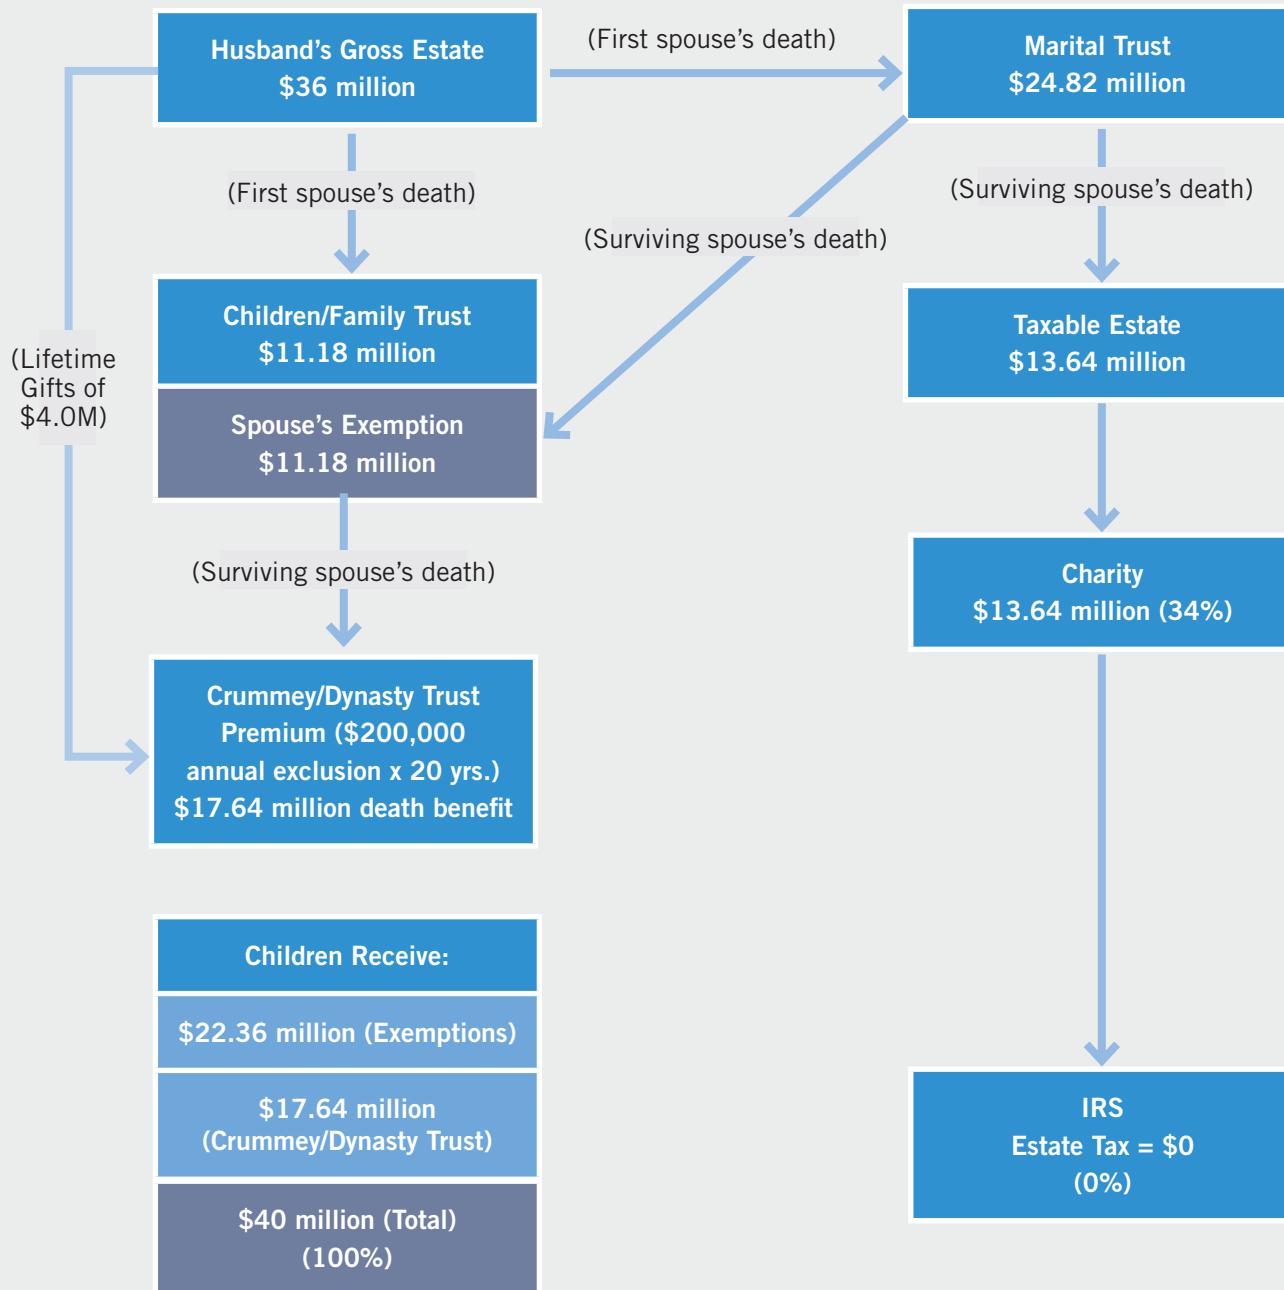 Husband’s Gross Estate
$36 million
(First spouse’s death)
Marital Trust
$24.82 million
(First spouse’s death)
(Surviving spouse’s death)
(Surviving spouse’s death)
Children/Family Trust
$11.18 million
Taxable Estate
$13.64 million
(Lifetime
Gifts of
$4.0M)
Spouse’s Exemption
$11.18 million
(Surviving spouse’s death)
Charity
$13.64 million (34%)
Crummey/Dynasty Trust
Premium ($200,000
annual exclusion x 20 yrs.)
$17.64 million death benefit
Children Receive:
$22.36 million (Exemptions)
$17.64 million
(Crummey/Dynasty Trust)
$40 million (Total)
(100%)
IRS
Estate Tax = $0
(0%)